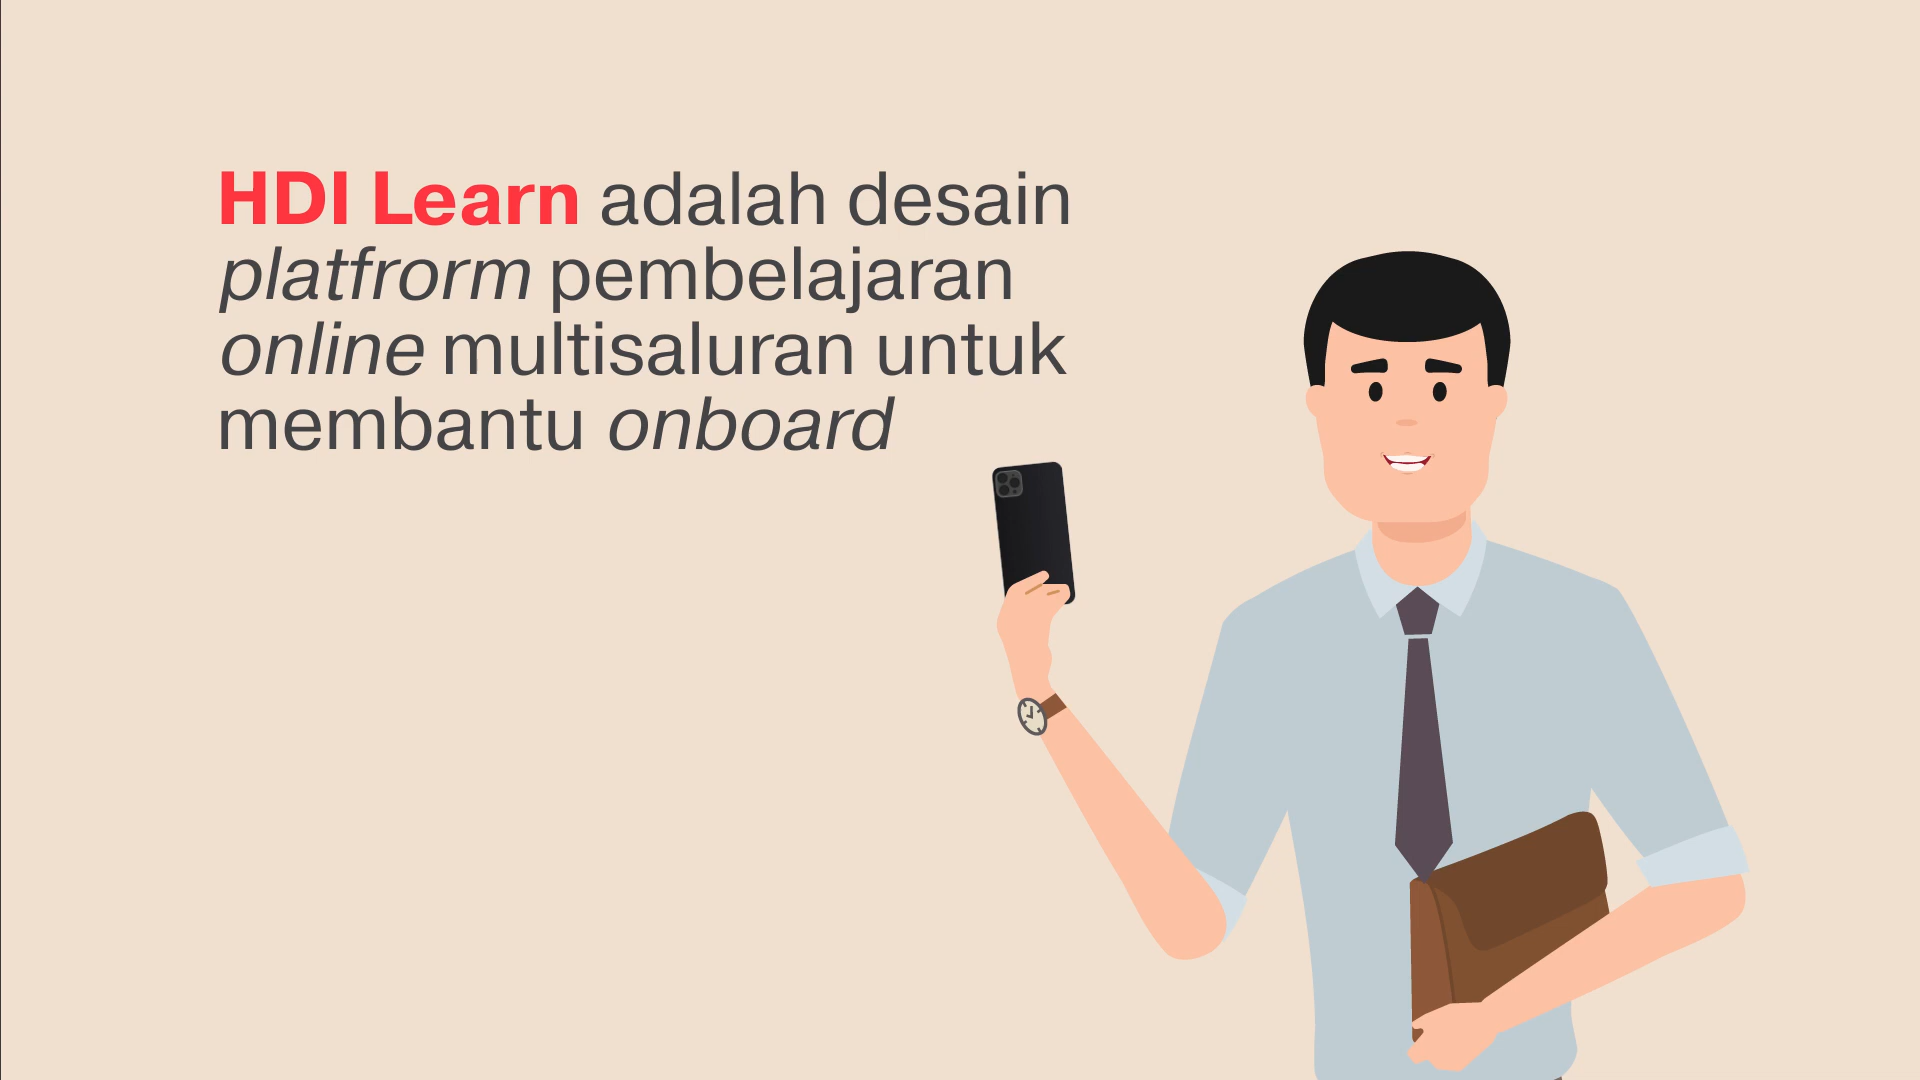 HDI Learn adalah desain
platfrorm pembelajaran
online multisaluran untuk
membantu onboard